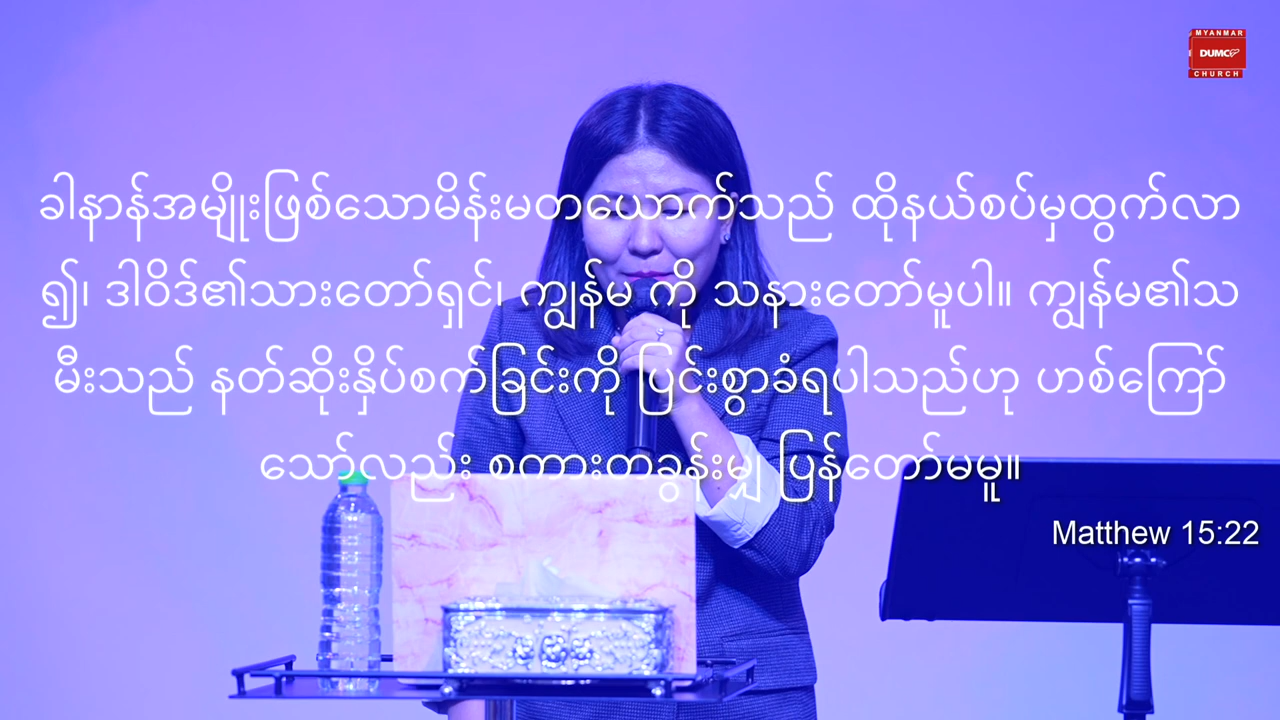 MYANMAR
DUMC
CHURCH
ခါနာန်အမျိုးဖြစ်သောမိန်းမတယောက်သည် ထိုနယ်စပ်မှထွက်လာ
၍၊ ဒါဝိဒ်၏သားတော်ရှင်၊ ကျွန်မ ကို သနားတော်မူပါ။ ကျွန်မ၏သ
မီးသည် နတ်ဆိုးနှိပ်စက်ခြင်းကို ပြင်းစွာခံရပါသည်ဟု ဟစ်ကြော်
သော်လည်း စကားတခွန်းမျှ ပြန်တော်မမူ။
Matthew 15:22